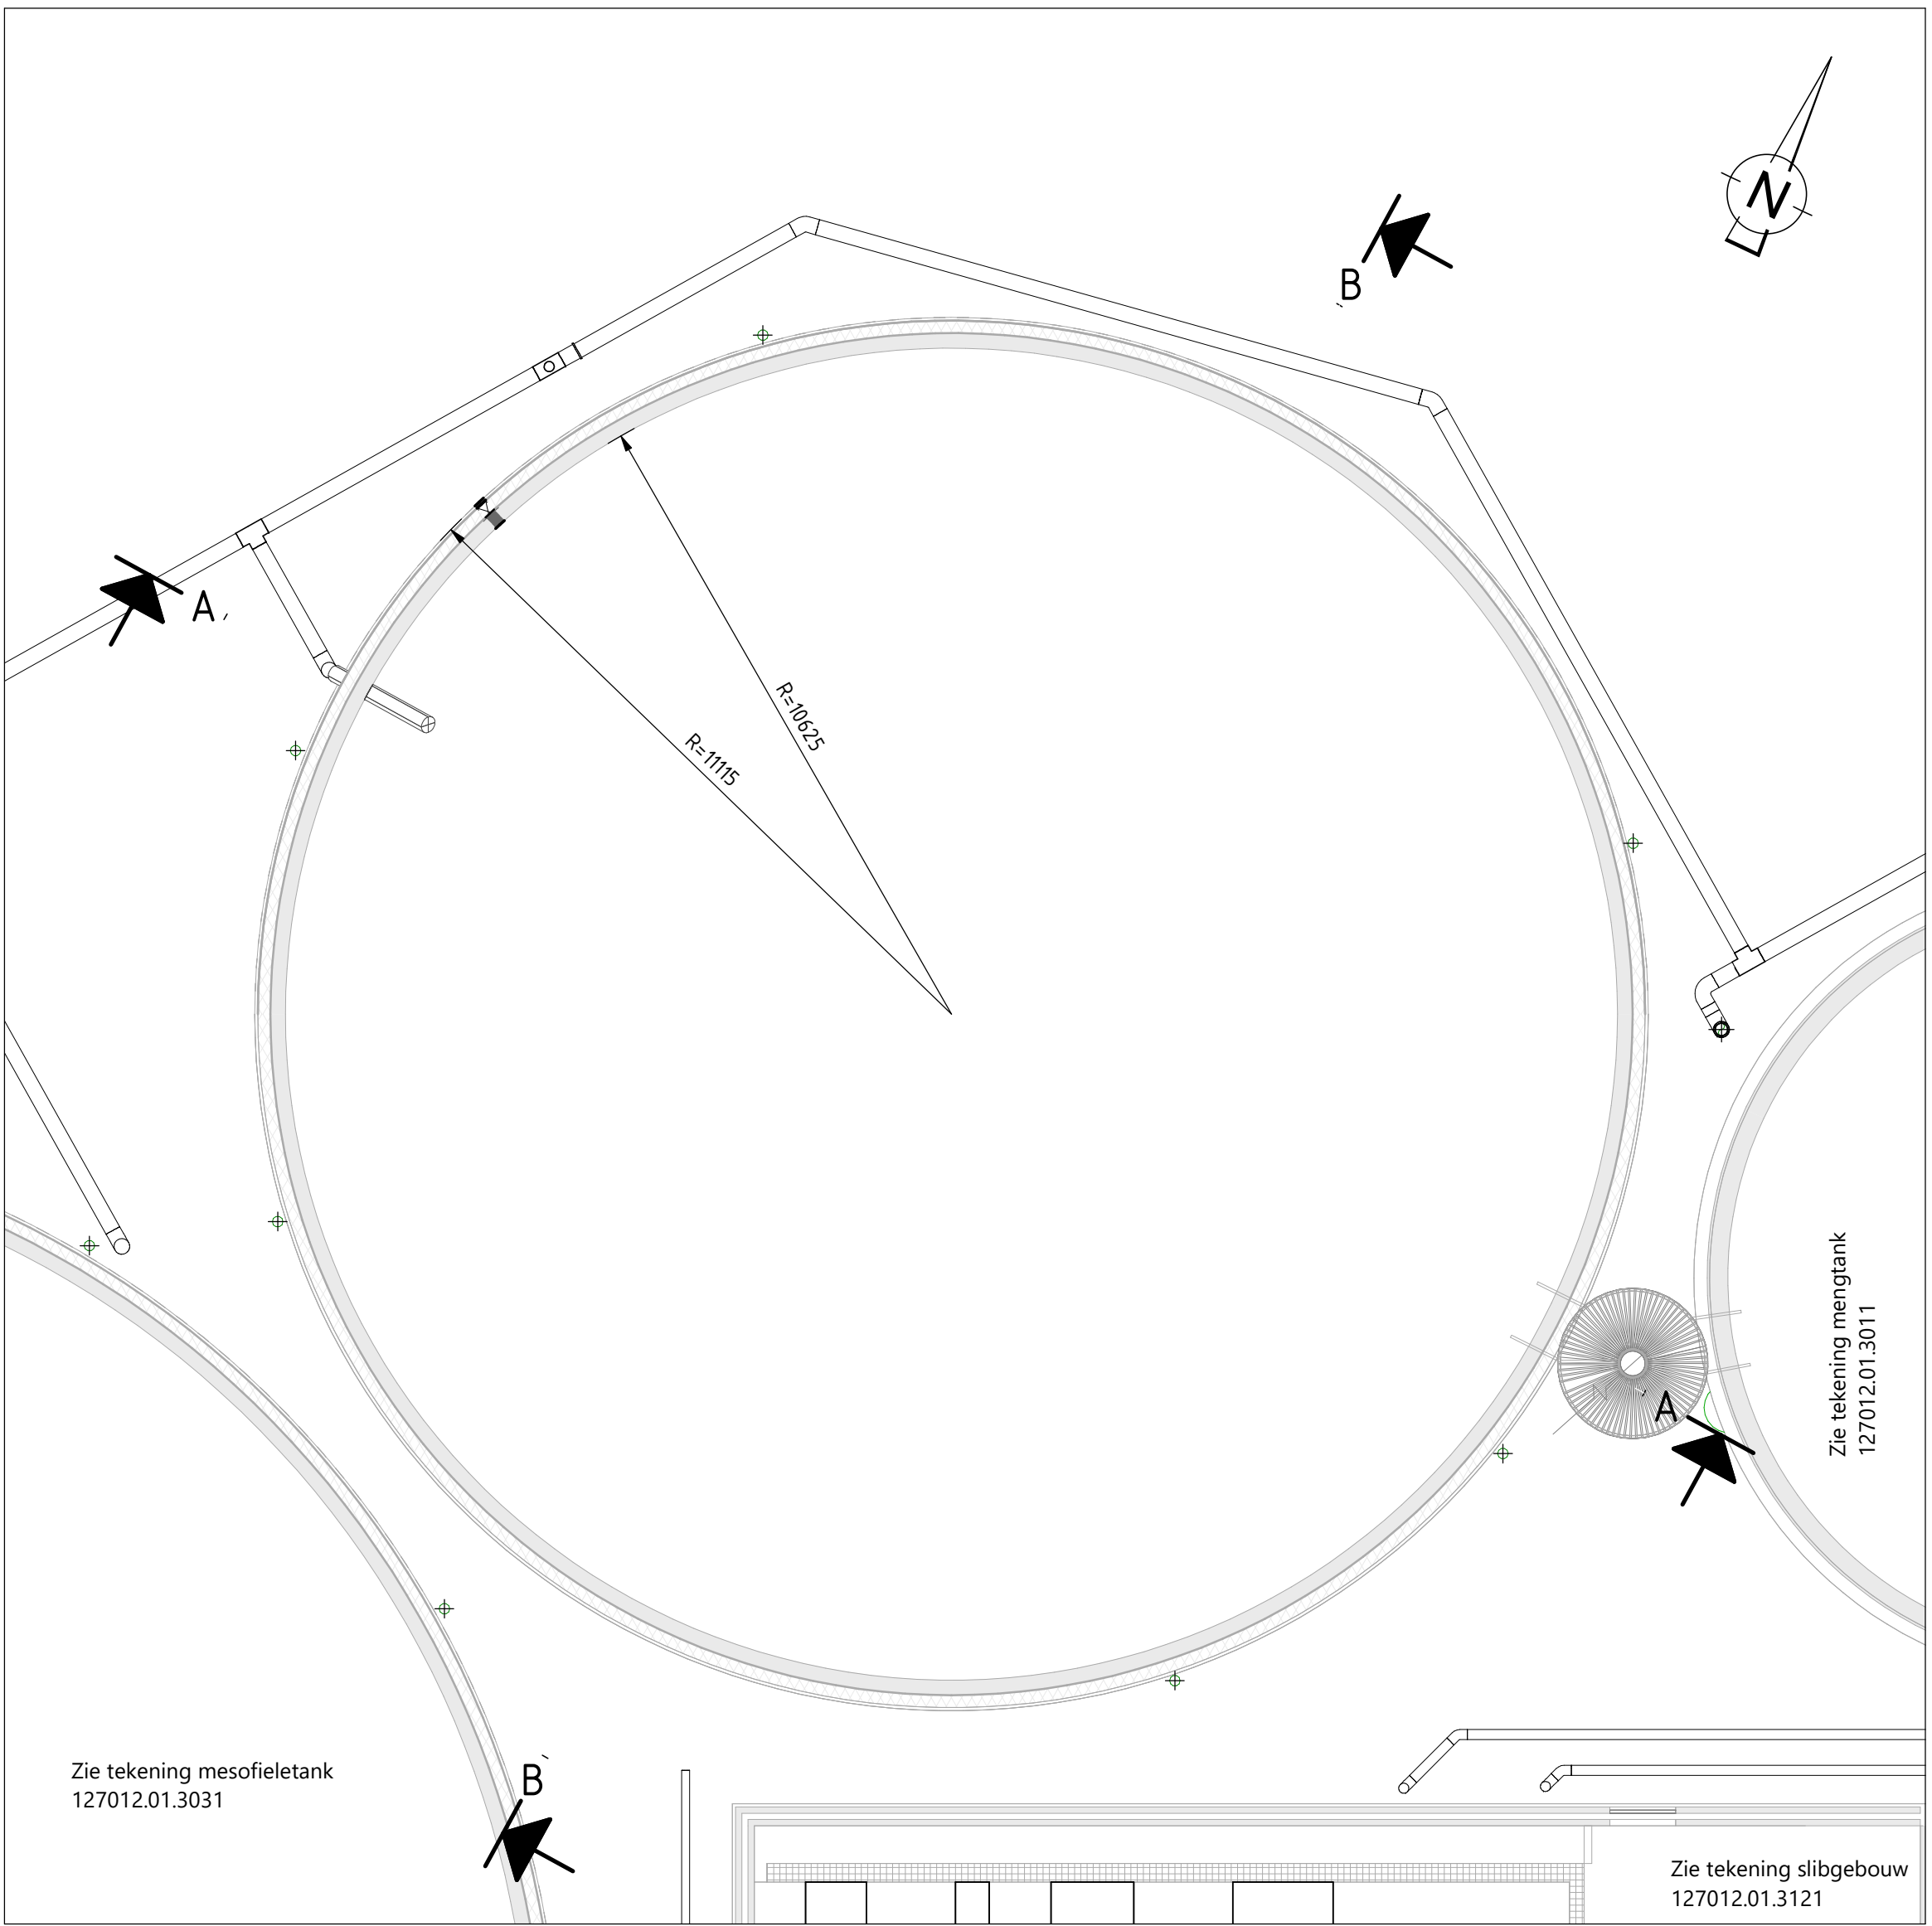 N
B
A
R=10625
R=11115
Zie tekening mengtank
127012.01.3011
A
Zie tekening mesofieletank
127012.01.3031
B
Zie tekening slibgebouw
127012.01.3121